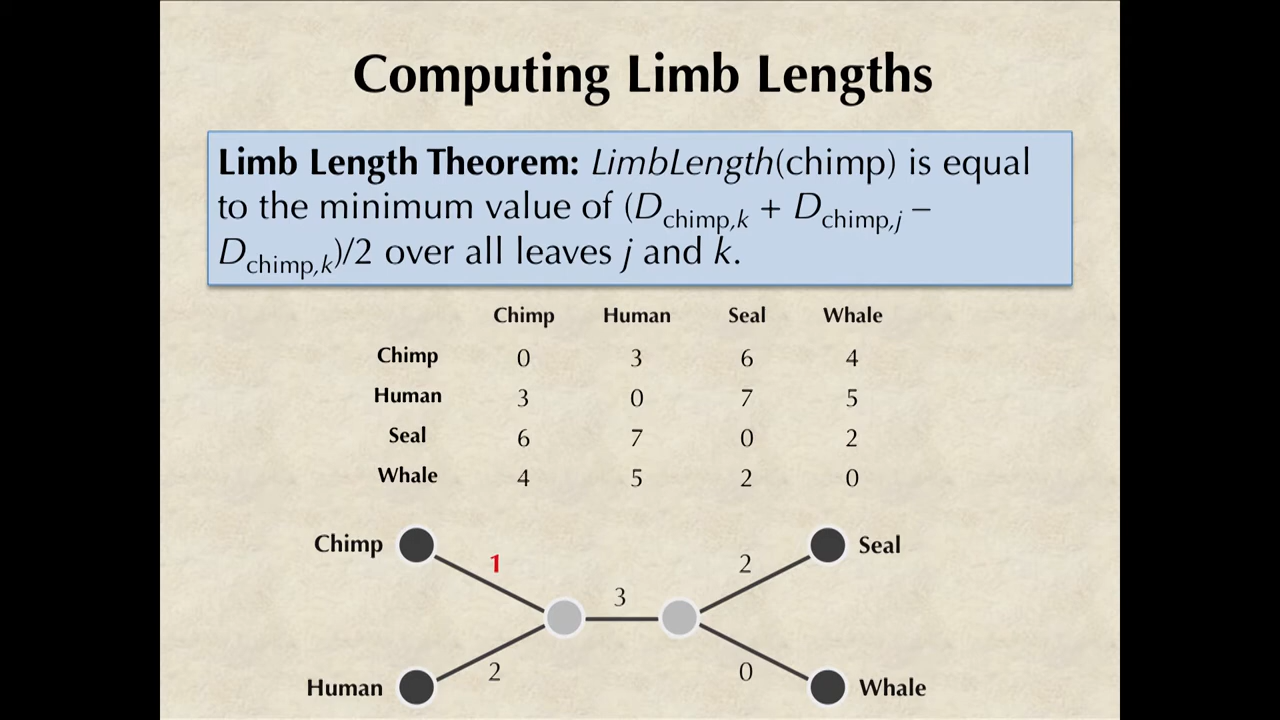 Computing Limb Lengths
Limb Length Theorem: LimbLength(chimp) is equal
to the minimum value of (Dchimp,k + Dchimp,j –
Dchimp,k)/2 over all leaves j and k.
Chimp Human Seal Whale
Chimp 0 3 6 4
Human 3 0 7 5
Seal 6 7 0 2
Whale 4 5 2 0
Chimp 1 2 Seal
3
Human 2 0 Whale